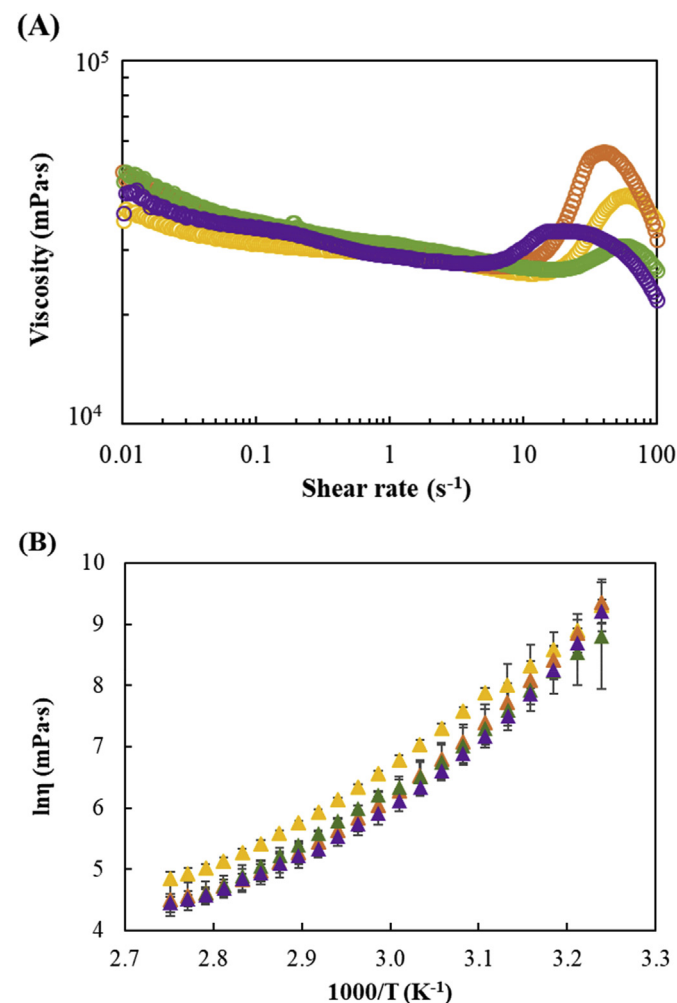 (A)
10⁵
Viscosity (mPa·s)
10⁴
0.01 0.1 1 10 100
Shear rate (s⁻¹)
(B)
10
9
8
7
6
5
4
lnη (mPa·s)
2.7 2.8 2.9 3.0 3.1 3.2 3.3
1000/T (K⁻¹)